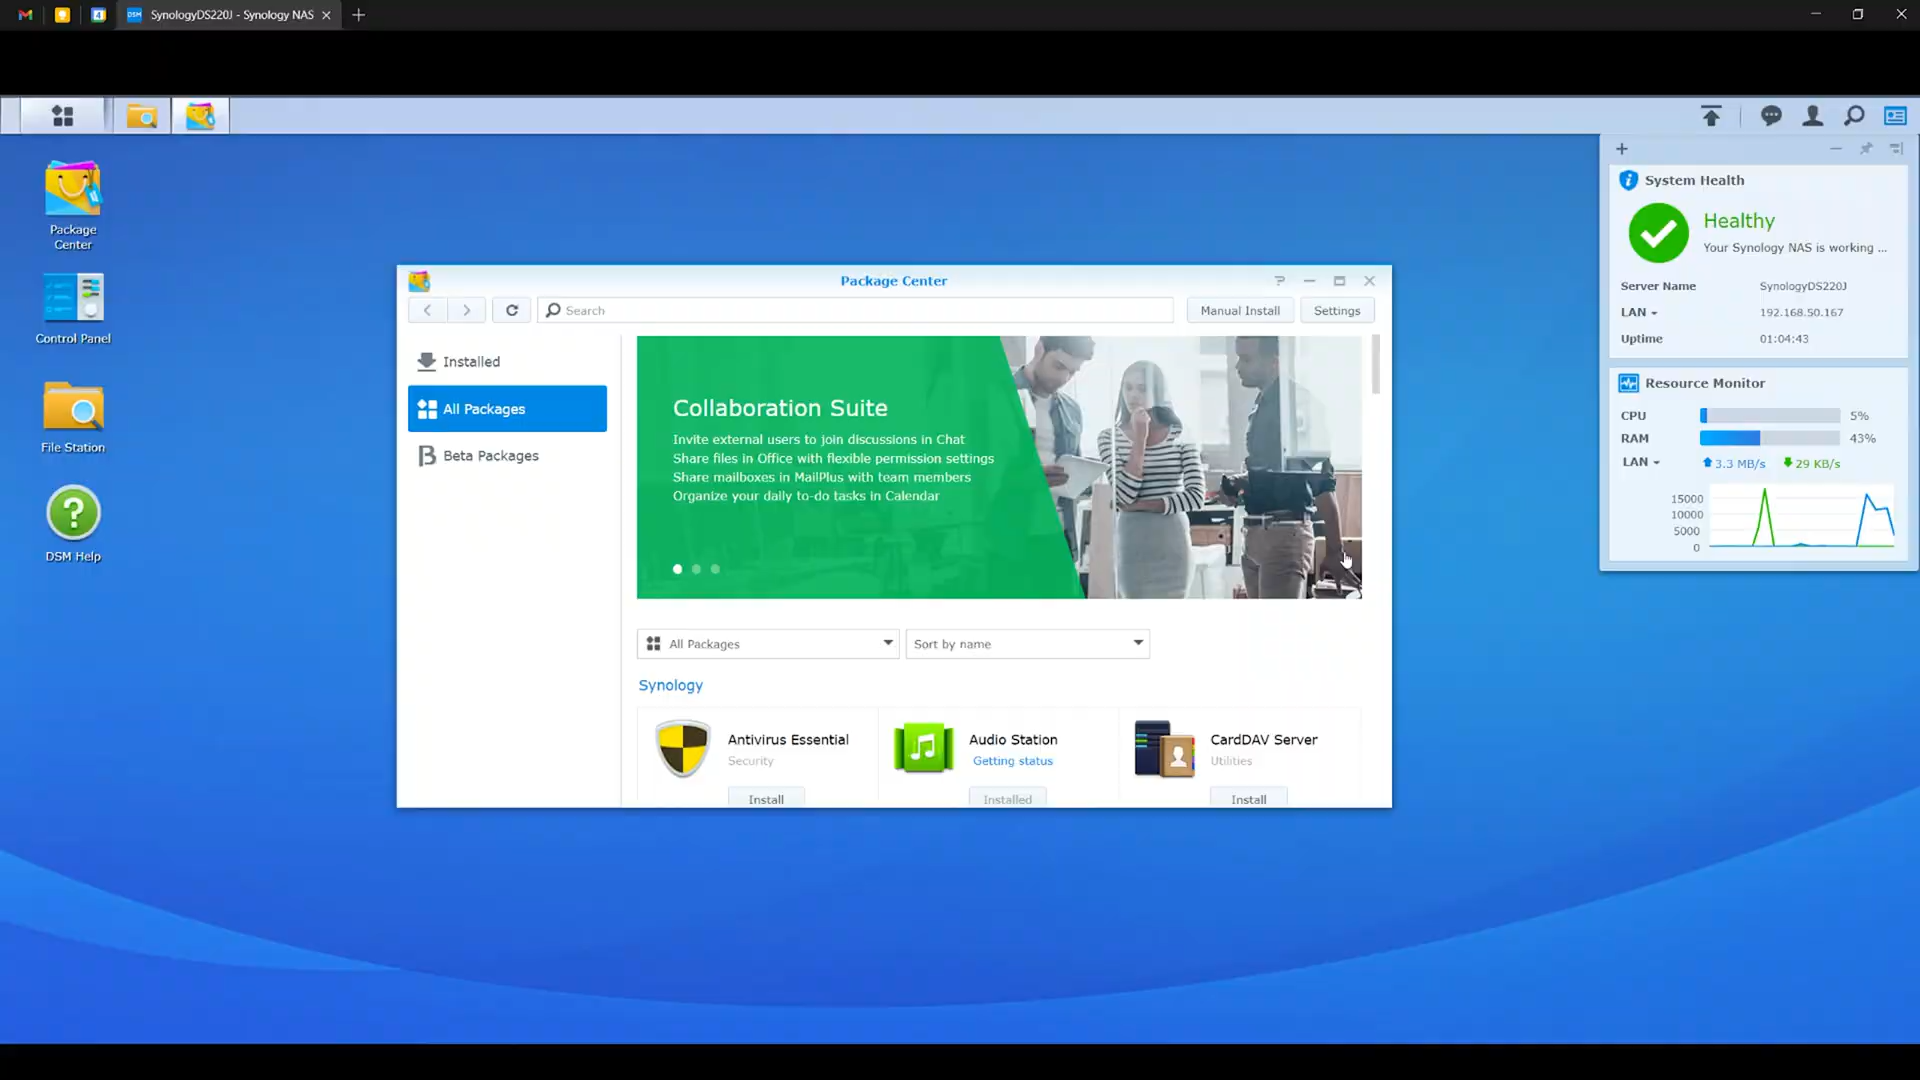 SynologyDS220J - Synology NAS
Package
Center
Control Panel
File Station
DSM Help
Package Center
Search
Manual Install
Settings
Installed
All Packages
Beta Packages
Collaboration Suite
Invite external users to join discussions in Chat
Share files in Office with flexible permission settings
Share mailboxes in MailPlus with team members
Organize your daily to-do tasks in Calendar
All Packages
Sort by name
Synology
Antivirus Essential
Security
Install
Audio Station
Getting status
Installed
CardDAV Server
Utilities
Install
System Health
Healthy
Your Synology NAS is working ...
Server Name SynologyDS220J
LAN 192.168.50.167
Uptime 01:04:43
Resource Monitor
CPU 5%
RAM 43%
LAN 3.3 MB/s 29 KB/s
15000
10000
5000
0